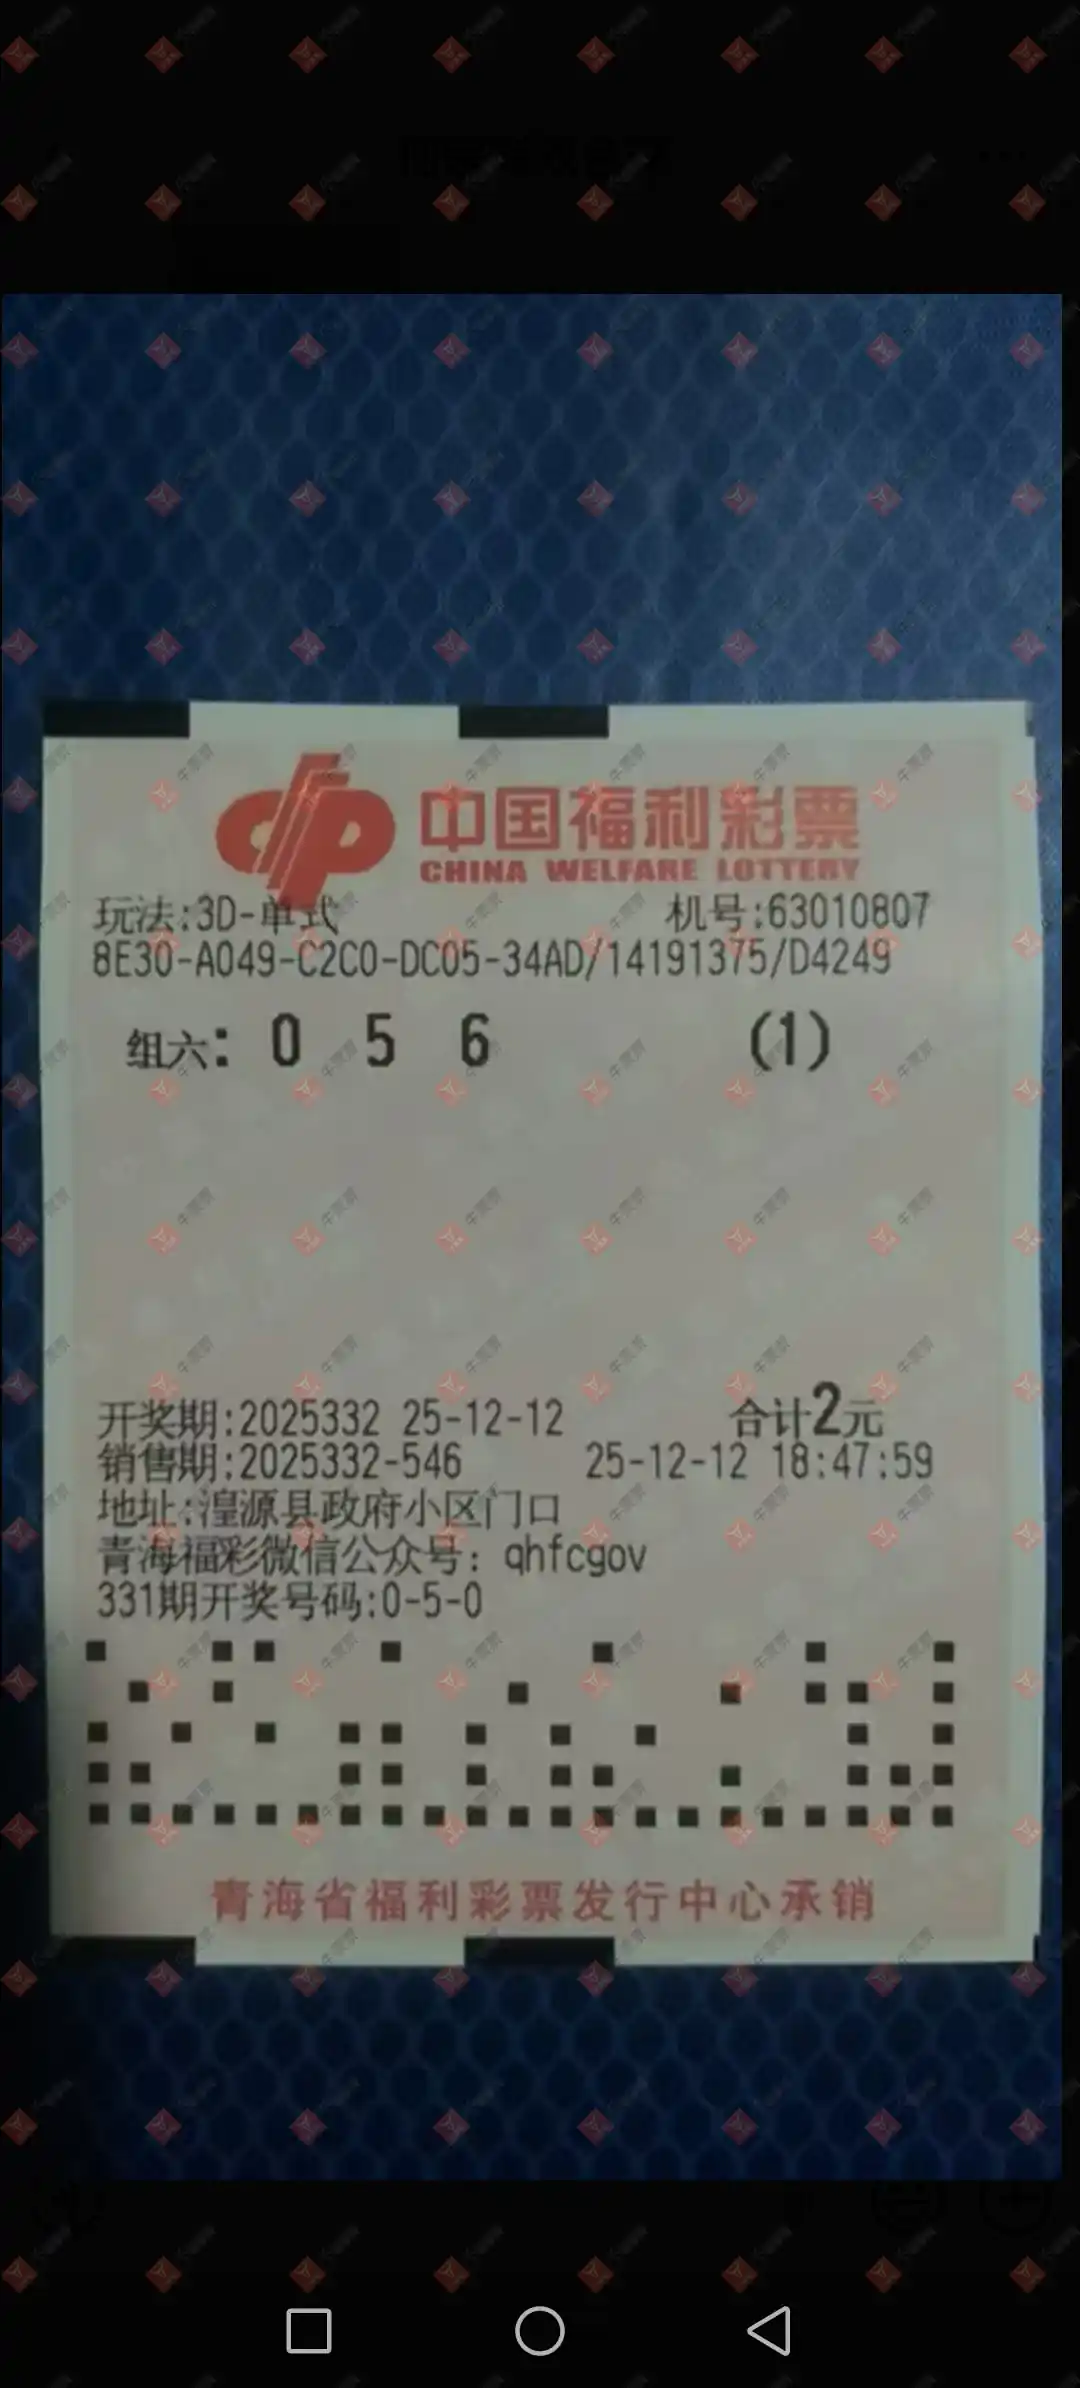 中国福利彩票
CHINA WELFARE LOTTERY
玩法:3D-单式 机号:63010807
8E30-A049-C2C0-DC05-34AD/14191375/D4249
组六: 0 5 6 (1)
开奖期:2025332 25-12-12 合计2元
销售期:2025332-546 25-12-12 18:47:59
地址:湟源县政府小区门口
青海福彩微信公众号: qhfcgov
331期开奖号码:0-5-0
青海省福利彩票发行中心承销